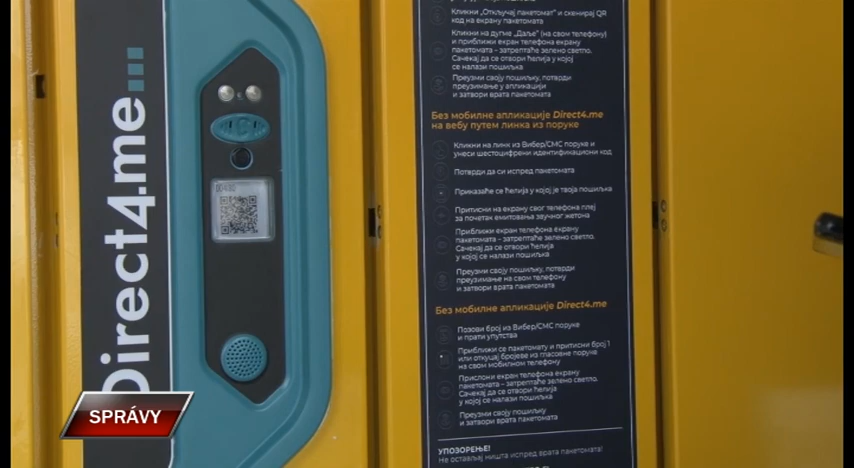 Direct4.me...
Кликни „Откључај пакетомат” и скенирај QR
код на екрану пакетомата
Кликни на дугме „Даље” (на свом телефону)
и приближи екран телефона екрану
пакетомата – затрептаће зелено светло.
Сачекај да се отвори ћелија у којој
се налази пошиљка
Преузми своју пошиљку, потврди
преузимање у апликацији
и затвори врата пакетомата
Без мобилне апликације Direct4.me
на вебу путем линка из поруке
Кликни на линк из Вибер/СМС поруке и
унеси шестоцифрени идентификациони код
Потврди да си испред пакетомата
Приказаће се ћелија у којој је твоја пошиљка
Притисни на екрану свог телефона плеј
за почетак емитовања звучног жетона
Приближи екран телефона екрану
пакетомата – затрептаће зелено светло.
Сачекај да се отвори ћелија
у којој се налази пошиљка
Преузми своју пошиљку, потврди
преузимање на свом телефону
и затвори врата пакетомата
Без мобилне апликације Direct4.me
Позови број из Вибер/СМС поруке
и прати упутства
Приближи се пакетомату и притисни број 1
или откуцај бројеве из гласовне поруке
на свом мобилном телефону
Прислони екран телефона екрану
пакетомата – затрептаће зелено светло.
Сачекај да се отвори ћелија
у којој се налази пошиљка
Преузми своју пошиљку
и затвори врата пакетомата
УПОЗОРЕЊЕ!
Не остављај ништа испред врата пакетомата!
SPRÁVY